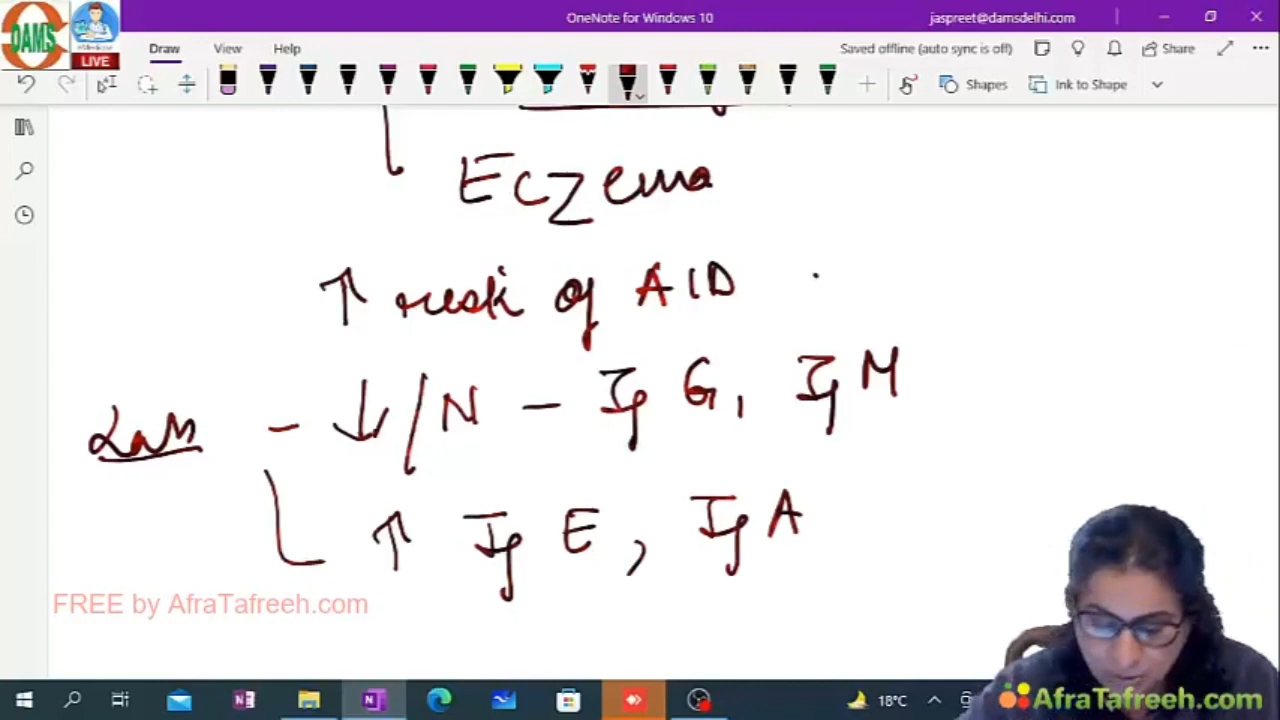 OneNote for Windows 10
jaspreet@damsdelhi.com
DAMS
eMedicoz
LIVE
Draw View Help
Saved offline (auto sync is off)
Share
Shapes
Ink to Shape
Eczema
↑ risk of AID
Lab - ↓/N - Ig G, Ig M
↑ Ig E, Ig A
FREE by AfraTafreeh.com
18°C
AfraTafreeh.com